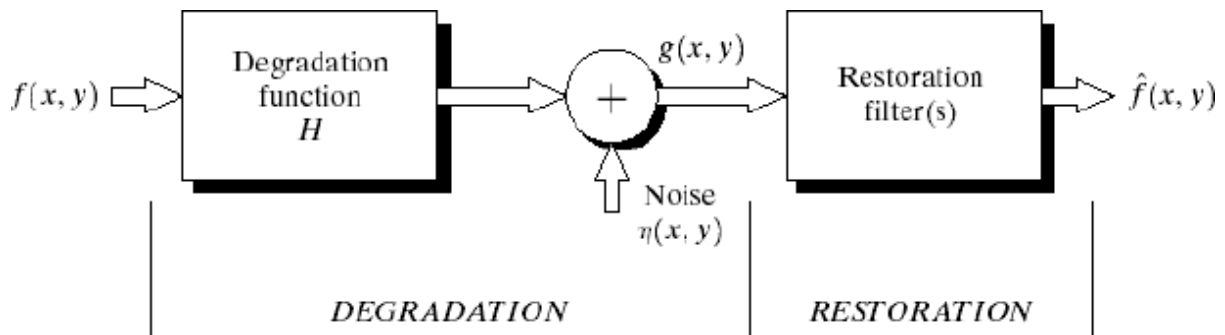 f(x, y)
Degradation
function
H
+
g(x, y)
Noise
η(x, y)
Restoration
filter(s)
f̂(x, y)
DEGRADATION
RESTORATION